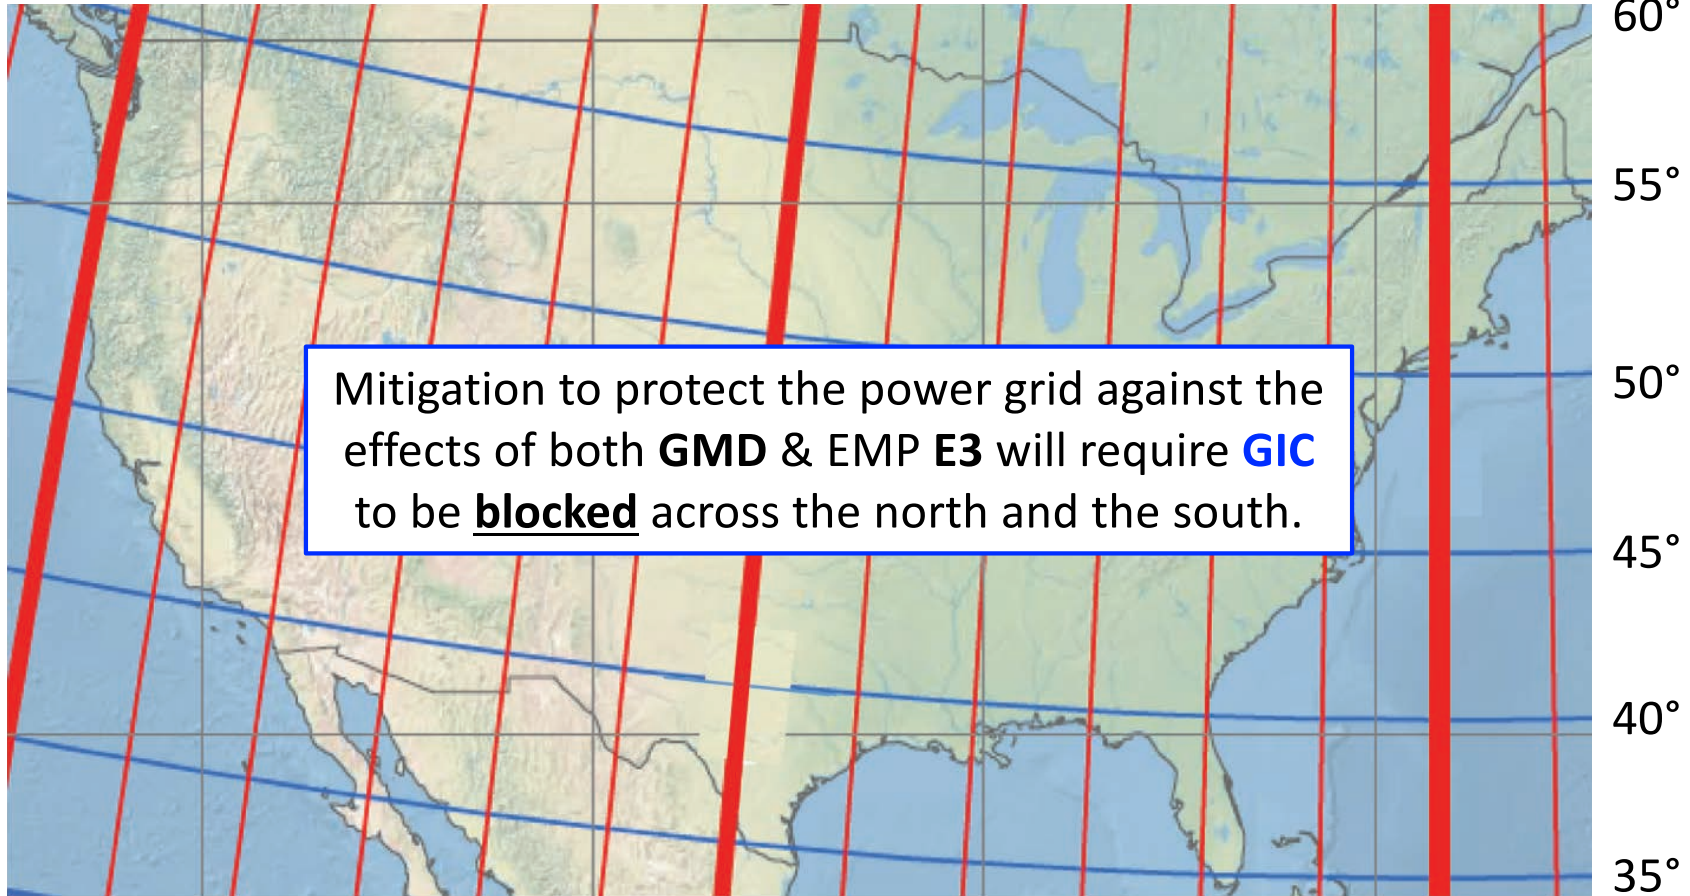 60°
55°
Mitigation to protect the power grid against the
effects of both GMD & EMP E3 will require GIC
to be blocked across the north and the south.
50°
45°
40°
35°